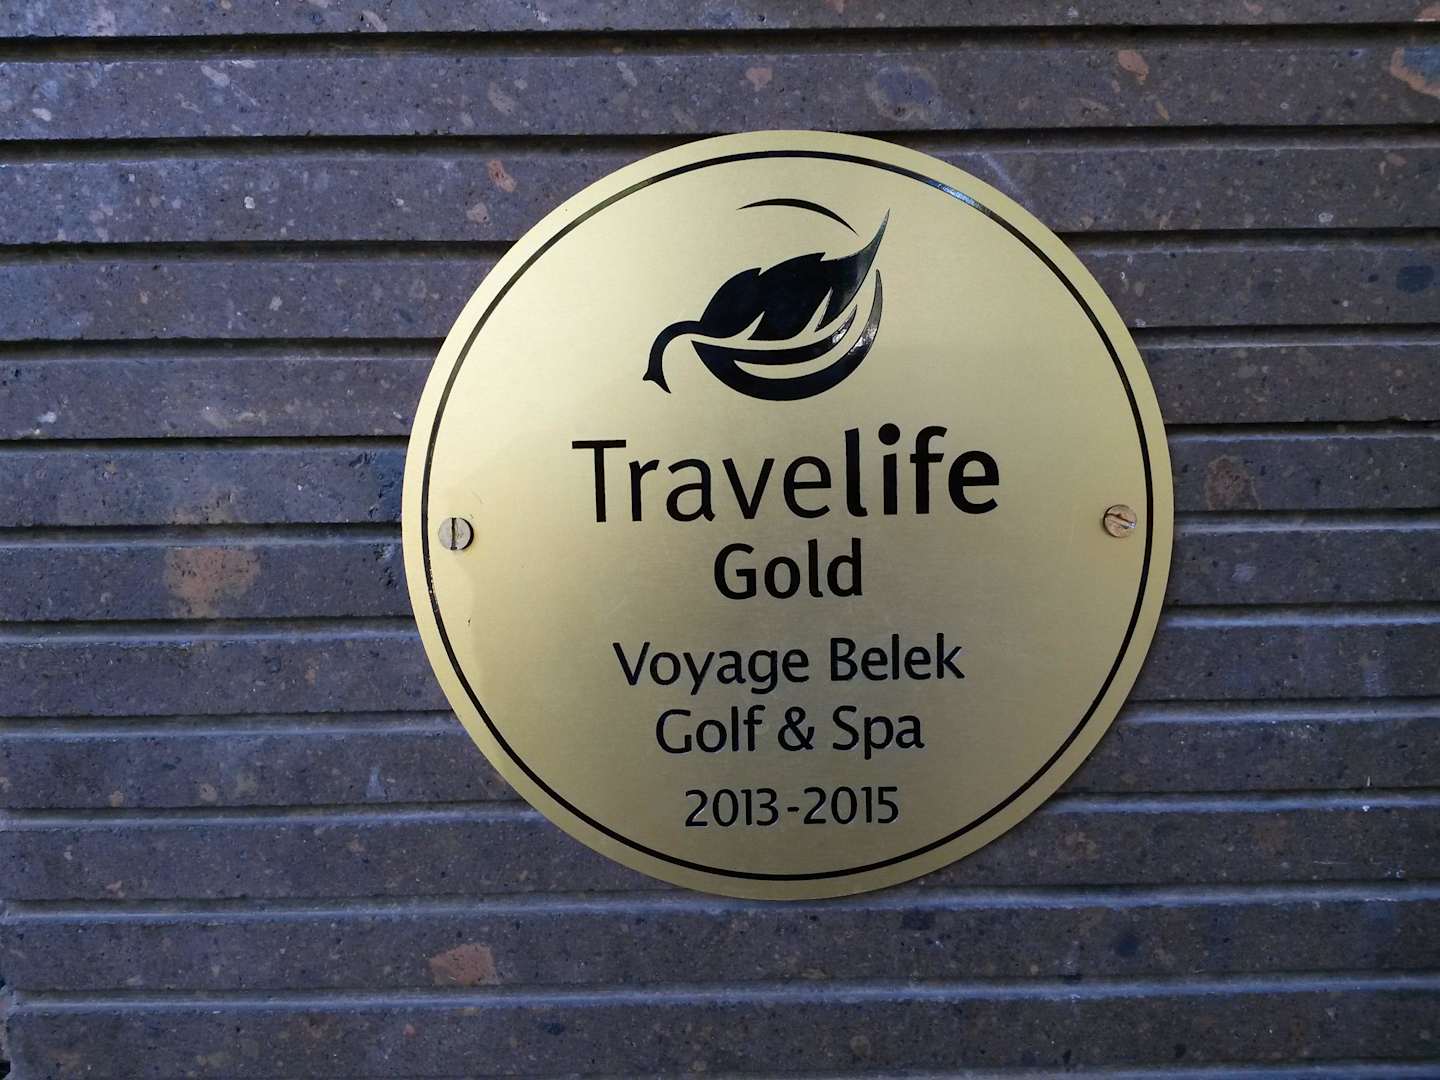 Travelife
Gold
Voyage Belek
Golf & Spa
2013-2015